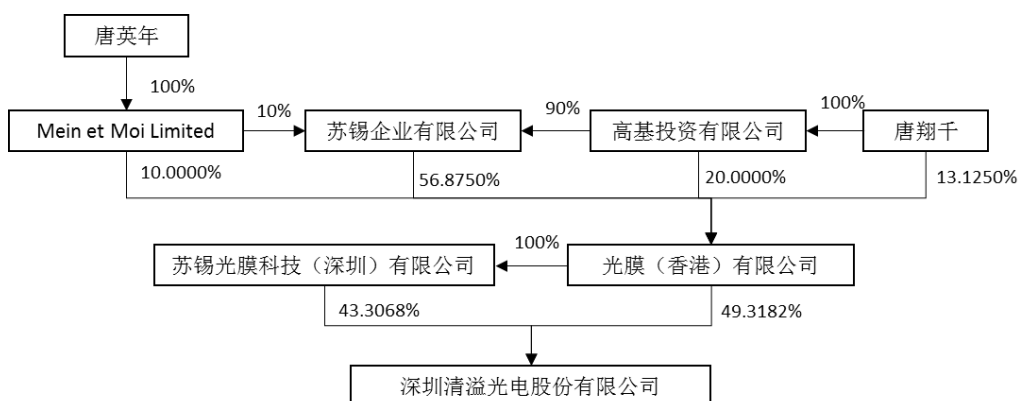 唐英年
100%
Mein et Moi Limited
10%
苏锡企业有限公司
90%
高基投资有限公司
100%
唐翔千
10.0000%
56.8750%
20.0000%
13.1250%
苏锡光膜科技（深圳）有限公司
100%
光膜（香港）有限公司
43.3068%
49.3182%
深圳清溢光电股份有限公司